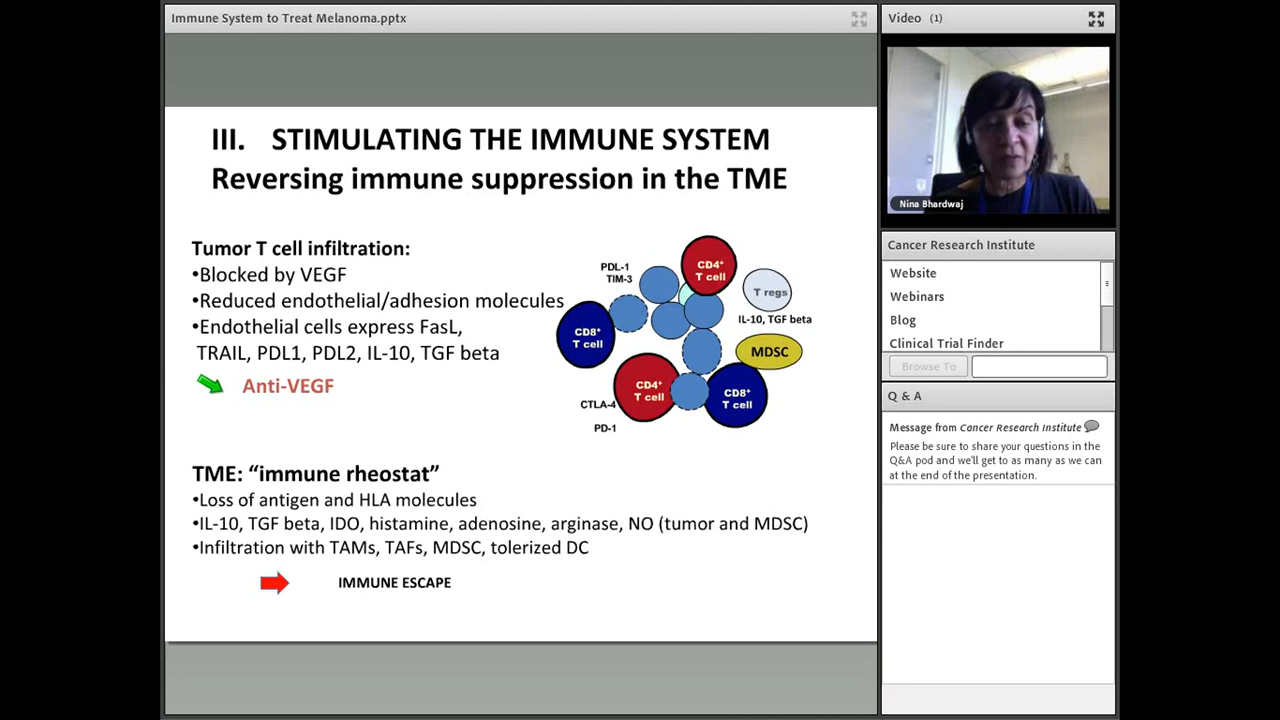 Immune System to Treat Melanoma.pptx
III. STIMULATING THE IMMUNE SYSTEM
Reversing immune suppression in the TME
Tumor T cell infiltration:
•Blocked by VEGF
•Reduced endothelial/adhesion molecules
•Endothelial cells express FasL,
TRAIL, PDL1, PDL2, IL-10, TGF beta
Anti-VEGF
PDL-1
TIM-3
CD4+
T cell
T regs
IL-10, TGF beta
CD8+
T cell
MDSC
CD4+
T cell
CD8+
T cell
CTLA-4
PD-1
TME: “immune rheostat”
•Loss of antigen and HLA molecules
•IL-10, TGF beta, IDO, histamine, adenosine, arginase, NO (tumor and MDSC)
•Infiltration with TAMs, TAFs, MDSC, tolerized DC
IMMUNE ESCAPE
Video (1)
Nina Bhardwaj
Cancer Research Institute
Website
Webinars
Blog
Clinical Trial Finder
Browse To
Q & A
Message from Cancer Research Institute
Please be sure to share your questions in the
Q&A pod and we'll get to as many as we can
at the end of the presentation.